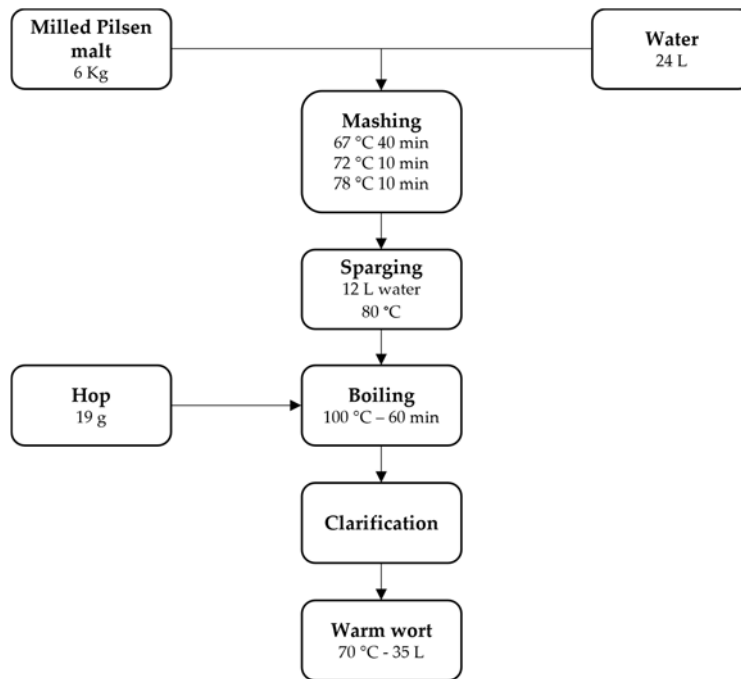 Milled Pilsen
malt
6 Kg
Water
24 L
Mashing
67 °C 40 min
72 °C 10 min
78 °C 10 min
Sparging
12 L water
80 °C
Hop
19 g
Boiling
100 °C – 60 min
Clarification
Warm wort
70 °C - 35 L